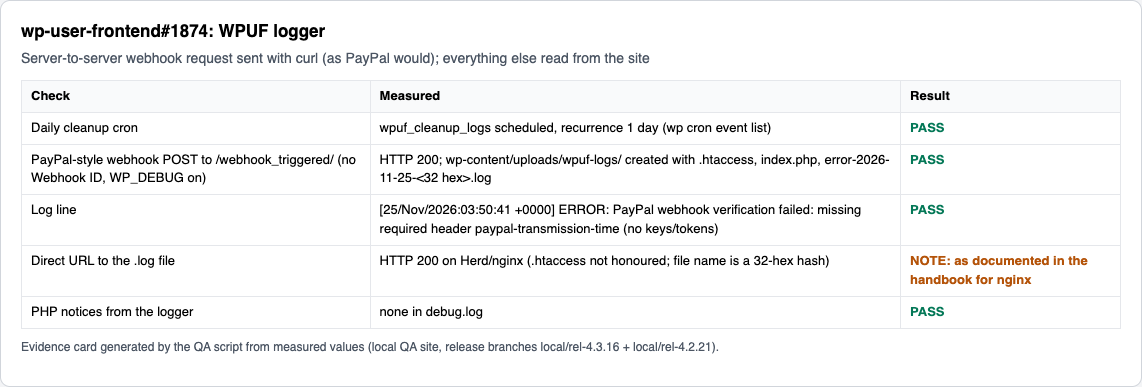 wp-user-frontend#1874: WPUF logger
Server-to-server webhook request sent with curl (as PayPal would); everything else read from the site
Check Measured Result
Daily cleanup cron wpuf_cleanup_logs scheduled, recurrence 1 day (wp cron event list) PASS
PayPal-style webhook POST to /webhook_triggered/ (no HTTP 200; wp-content/uploads/wpuf-logs/ created with .htaccess, index.php, error-2026- PASS
Webhook ID, WP_DEBUG on) 11-25-<32 hex>.log
Log line [25/Nov/2026:03:50:41 +0000] ERROR: PayPal webhook verification failed: missing PASS
required header paypal-transmission-time (no keys/tokens)
Direct URL to the .log file HTTP 200 on Herd/nginx (.htaccess not honoured; file name is a 32-hex hash) NOTE: as documented in the
handbook for nginx
PHP notices from the logger none in debug.log PASS
Evidence card generated by the QA script from measured values (local QA site, release branches local/rel-4.3.16 + local/rel-4.2.21).